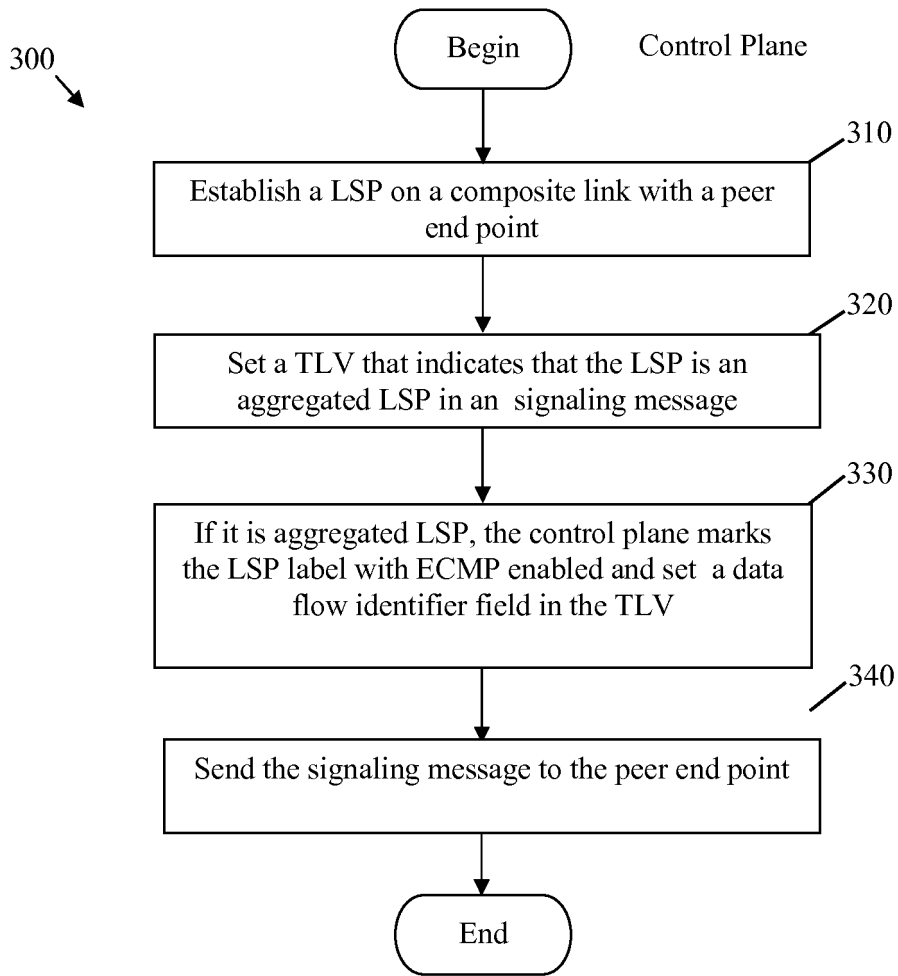 Begin
Control Plane
300
310
Establish a LSP on a composite link with a peer
end point
320
Set a TLV that indicates that the LSP is an
aggregated LSP in an  signaling message
330
If it is aggregated LSP, the control plane marks
the LSP label with ECMP enabled and set  a data
flow identifier field in the TLV
340
Send the signaling message to the peer end point
End